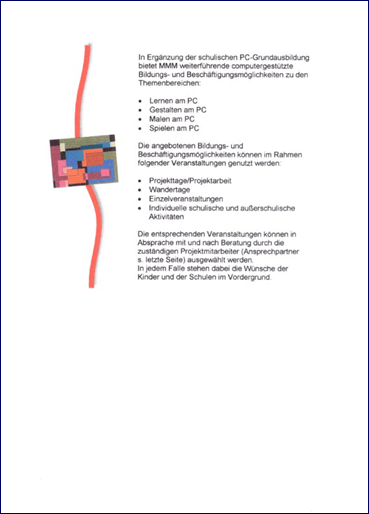 In Ergänzung der schulischen PC-Grundausbildung
bietet MMM weiterführende computergestützte
Bildungs- und Beschäftigungsmöglichkeiten zu den
Themenbereichen:
• Lernen am PC
• Gestalten am PC
• Malen am PC
• Spielen am PC
Die angebotenen Bildungs- und
Beschäftigungsmöglichkeiten können im Rahmen
folgender Veranstaltungen genutzt werden:
• Projekttage/Projektarbeit
• Wandertage
• Einzelveranstaltungen
• Individuelle schulische und außerschulische
Aktivitäten
Die entsprechenden Veranstaltungen können in
Absprache mit und nach Beratung durch die
zuständigen Projektmitarbeiter (Ansprechpartner
s. letzte Seite) ausgewählt werden.
In jedem Falle stehen dabei die Wünsche der
Kinder und der Schulen im Vordergrund.